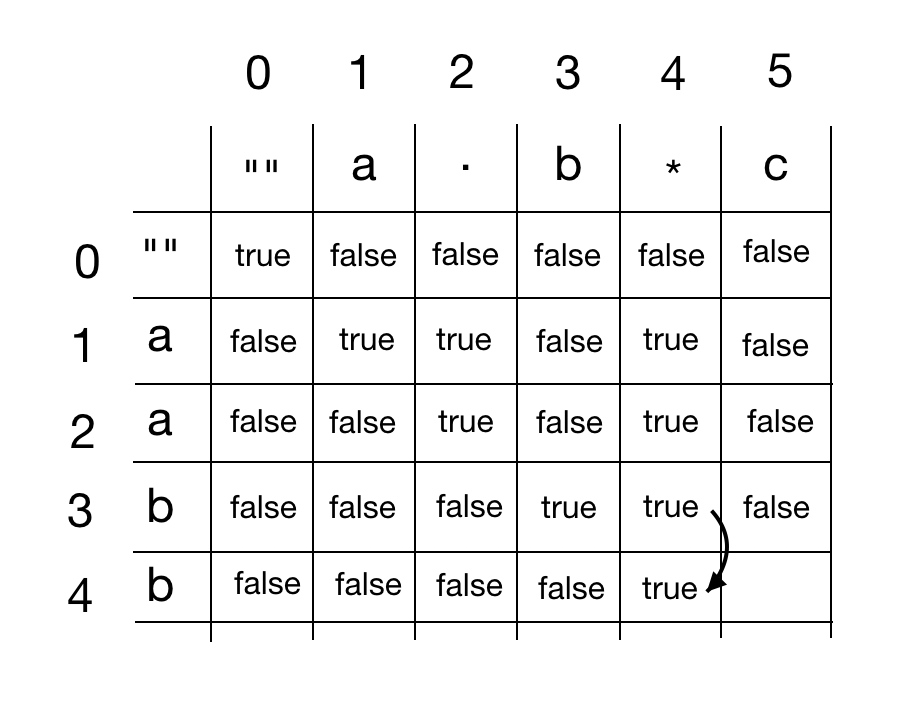 0 1 2 3 4 5
"" a . b * c
0 "" true false false false false false
1 a false true true false true false
2 a false false true false true false
3 b false false false true true false
4 b false false false false true